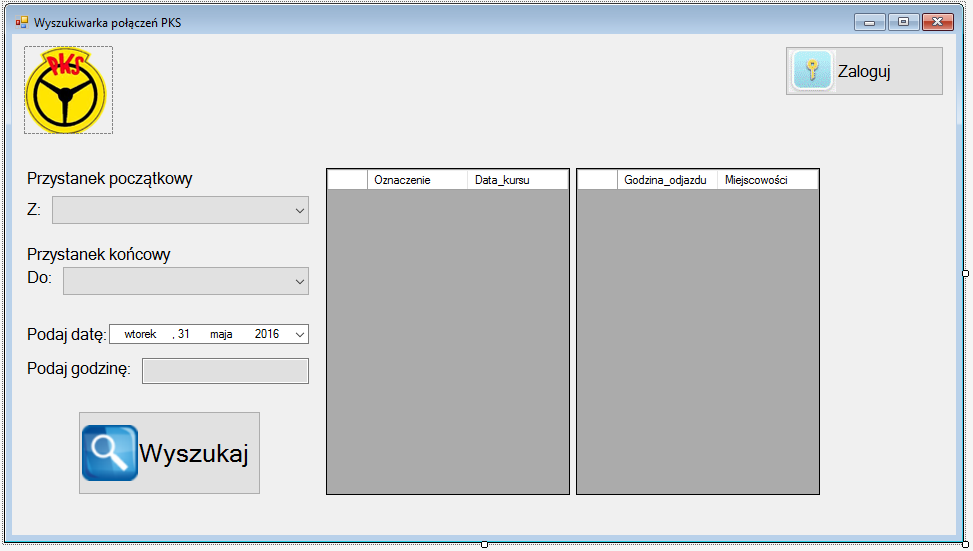 Wyszukiwarka połączeń PKS
PKS
Zaloguj
Przystanek początkowy
Z:
Przystanek końcowy
Do:
Podaj datę: wtorek , 31 maja 2016
Podaj godzinę:
Wyszukaj
Oznaczenie Data_kursu
Godzina_odjazdu Miejscowości